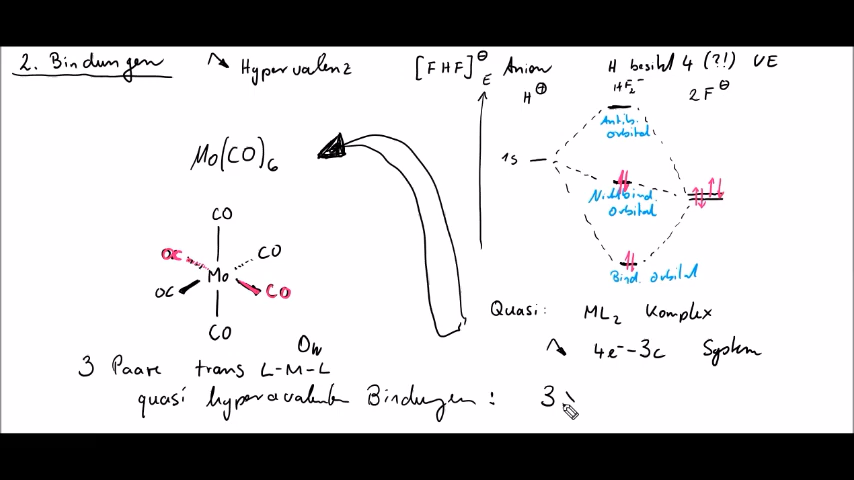 2. Bindungen ↘ Hypervalenz [FHF]⊖ Anion H besitzt 4 (?!) VE
E H⊕ HF2⁻ 2F⊖
Antib. orbital
Mo(CO)6 1s
Nichtbind. orbital
CO
OC CO
Mo Bind. orbital
OC CO
CO Quasi: ML2 Komplex
Oh ↘ 4e⁻-3c System
3 Paare trans L-M-L
quasi hypervalenten Bindungen: 3